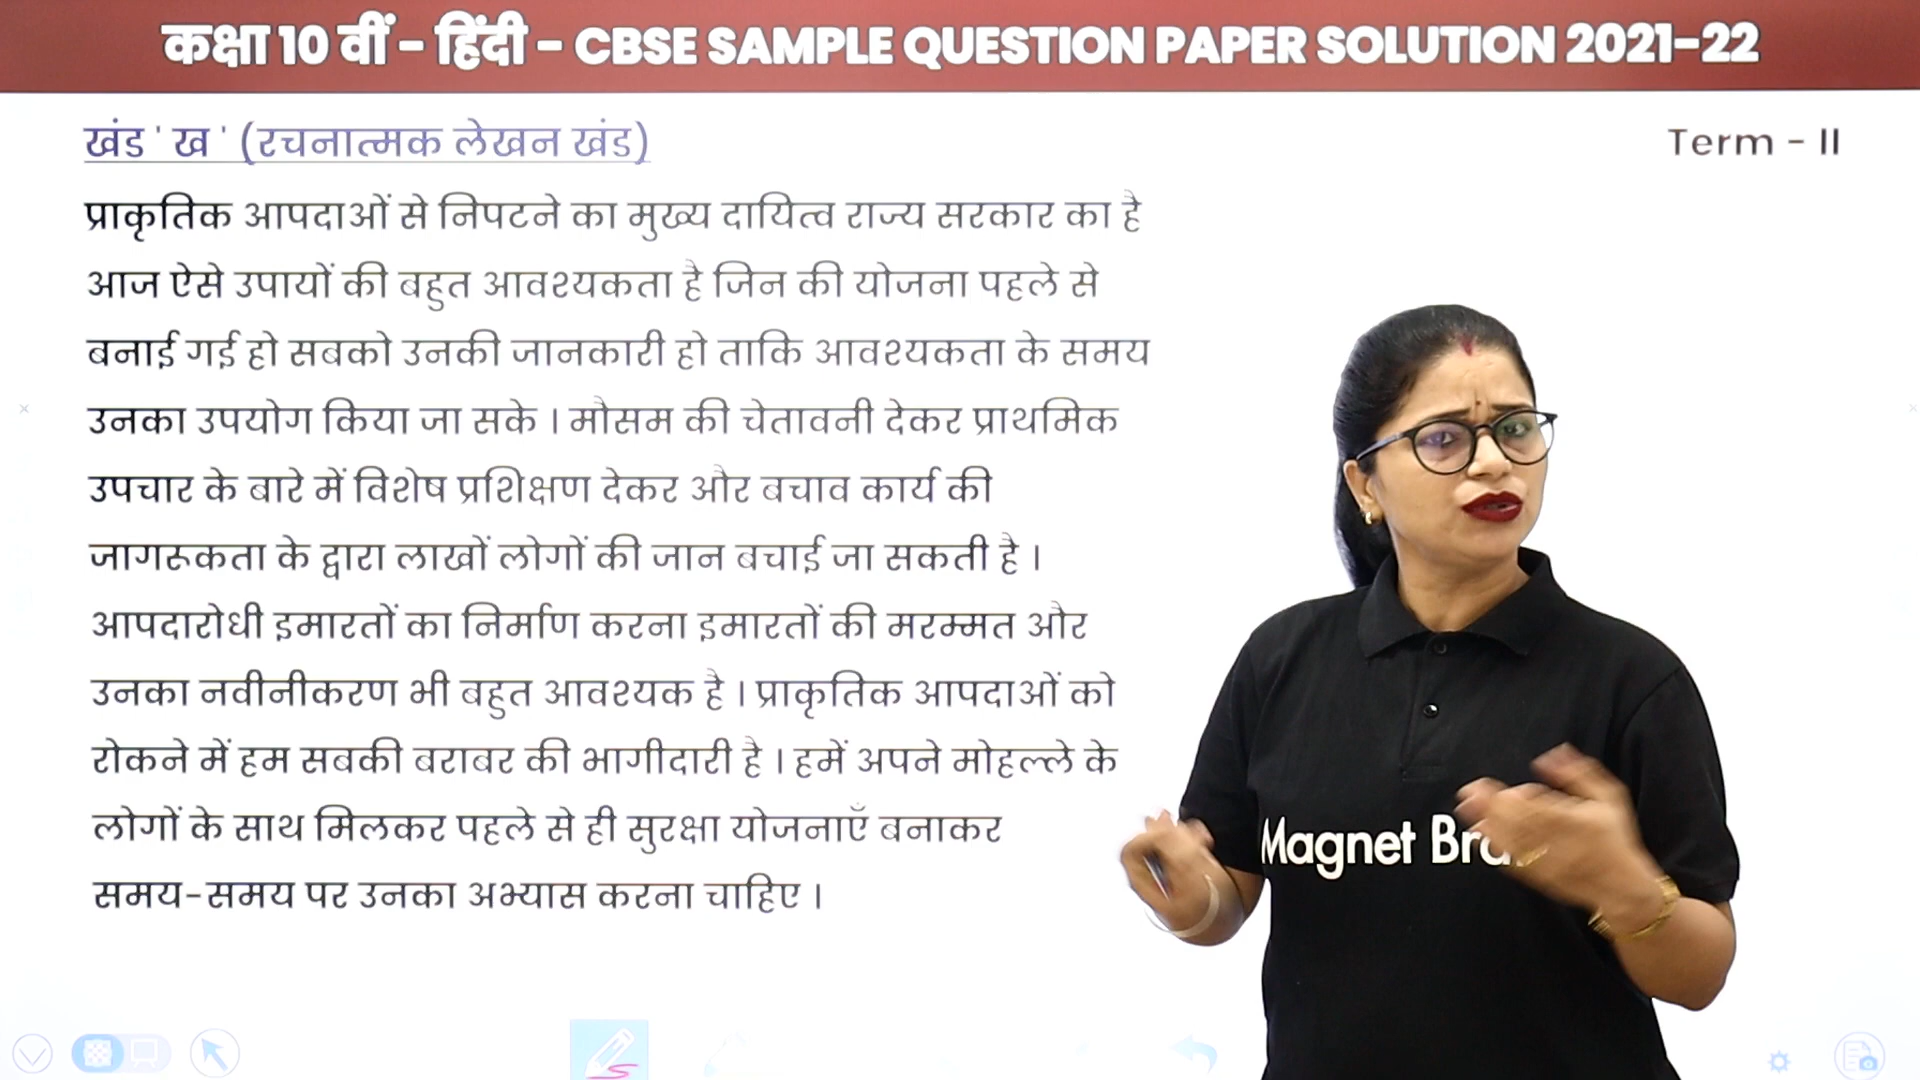 कक्षा 10 वीं - हिंदी - CBSE SAMPLE QUESTION PAPER SOLUTION 2021-22
खंड ' ख ' (रचनात्मक लेखन खंड)
Term - II
प्राकृतिक आपदाओं से निपटने का मुख्य दायित्व राज्य सरकार का है
आज ऐसे उपायों की बहुत आवश्यकता है जिन की योजना पहले से
बनाई गई हो सबको उनकी जानकारी हो ताकि आवश्यकता के समय
उनका उपयोग किया जा सके । मौसम की चेतावनी देकर प्राथमिक
उपचार के बारे में विशेष प्रशिक्षण देकर और बचाव कार्य की
जागरूकता के द्वारा लाखों लोगों की जान बचाई जा सकती है ।
आपदारोधी इमारतों का निर्माण करना इमारतों की मरम्मत और
उनका नवीनीकरण भी बहुत आवश्यक है । प्राकृतिक आपदाओं को
रोकने में हम सबकी बराबर की भागीदारी है । हमें अपने मोहल्ले के
लोगों के साथ मिलकर पहले से ही सुरक्षा योजनाएँ बनाकर
समय-समय पर उनका अभ्यास करना चाहिए ।
Magnet